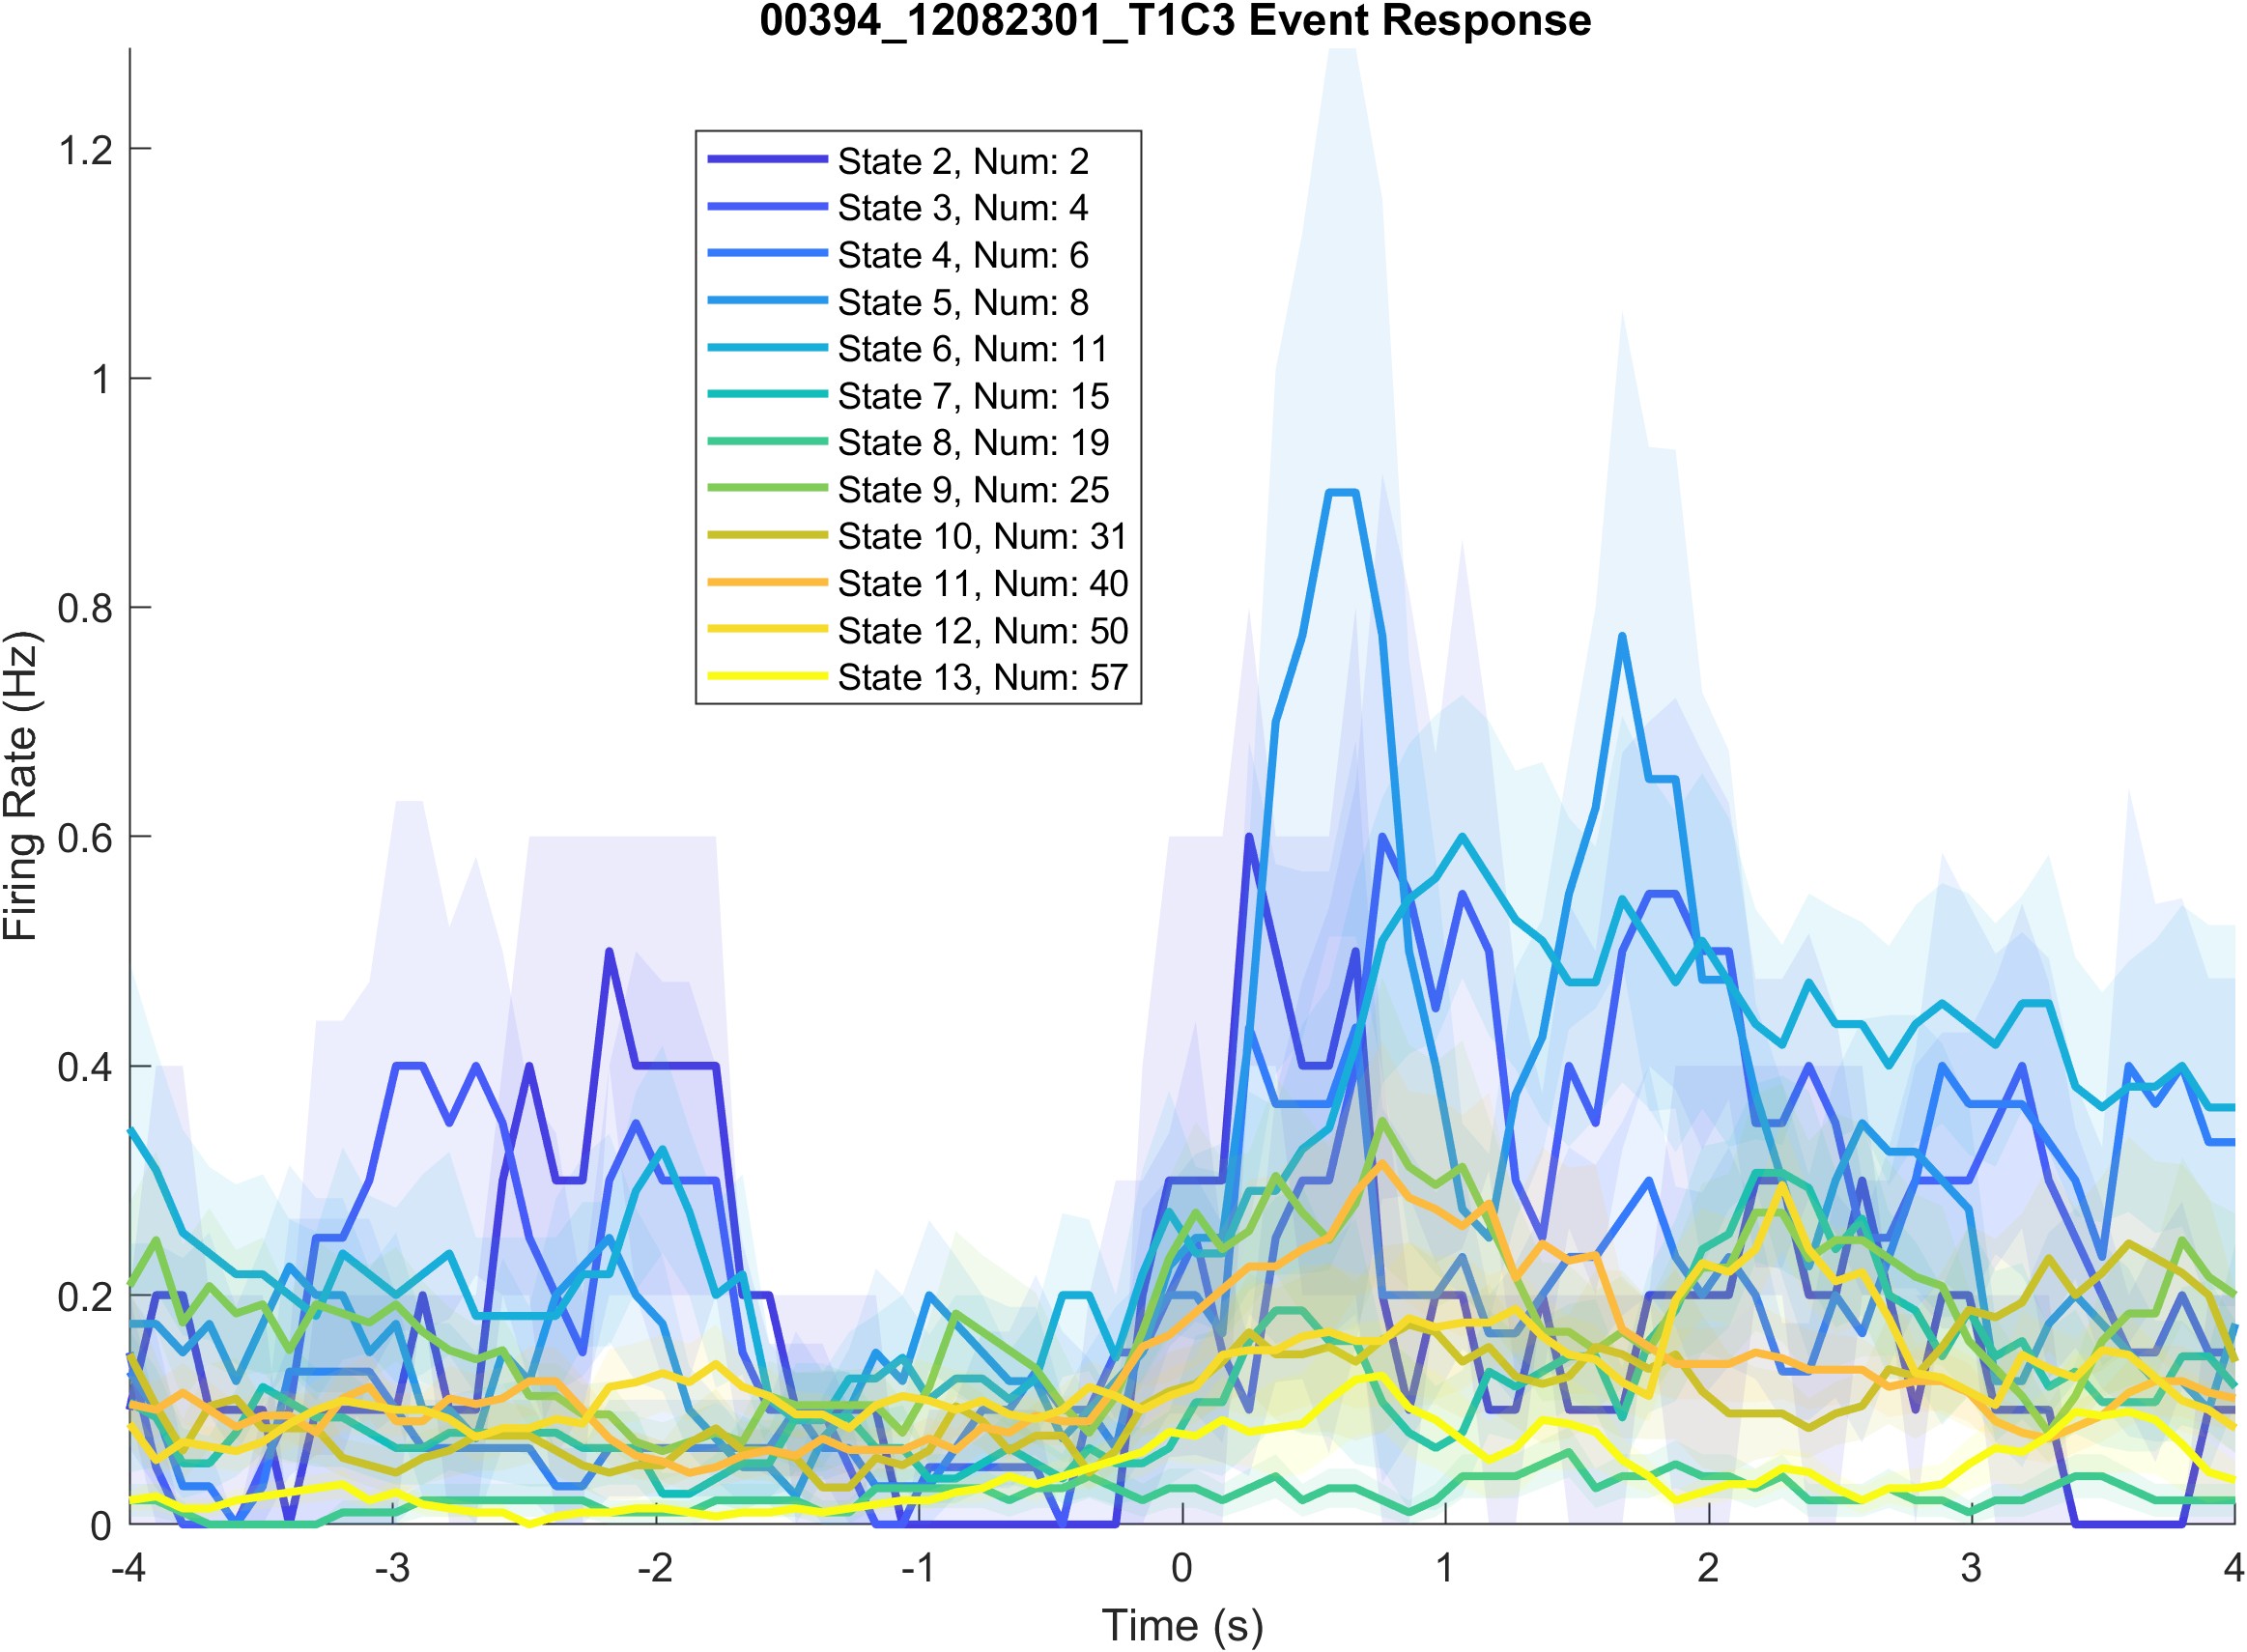 00394_12082301_T1C3 Event Response
Firing Rate (Hz)
1.2
1
0.8
0.6
0.4
0.2
0
State 2, Num: 2
State 3, Num: 4
State 4, Num: 6
State 5, Num: 8
State 6, Num: 11
State 7, Num: 15
State 8, Num: 19
State 9, Num: 25
State 10, Num: 31
State 11, Num: 40
State 12, Num: 50
State 13, Num: 57
-4 -3 -2 -1 0 1 2 3 4
Time (s)